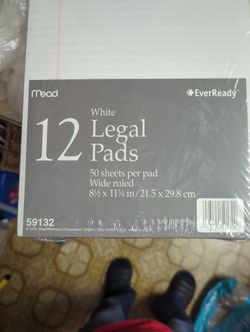 Mead
EverReady
White
12 Legal
Pads
50 sheets per pad
Wide ruled
8½ x 11¾ in/21.5 x 29.8 cm
59132